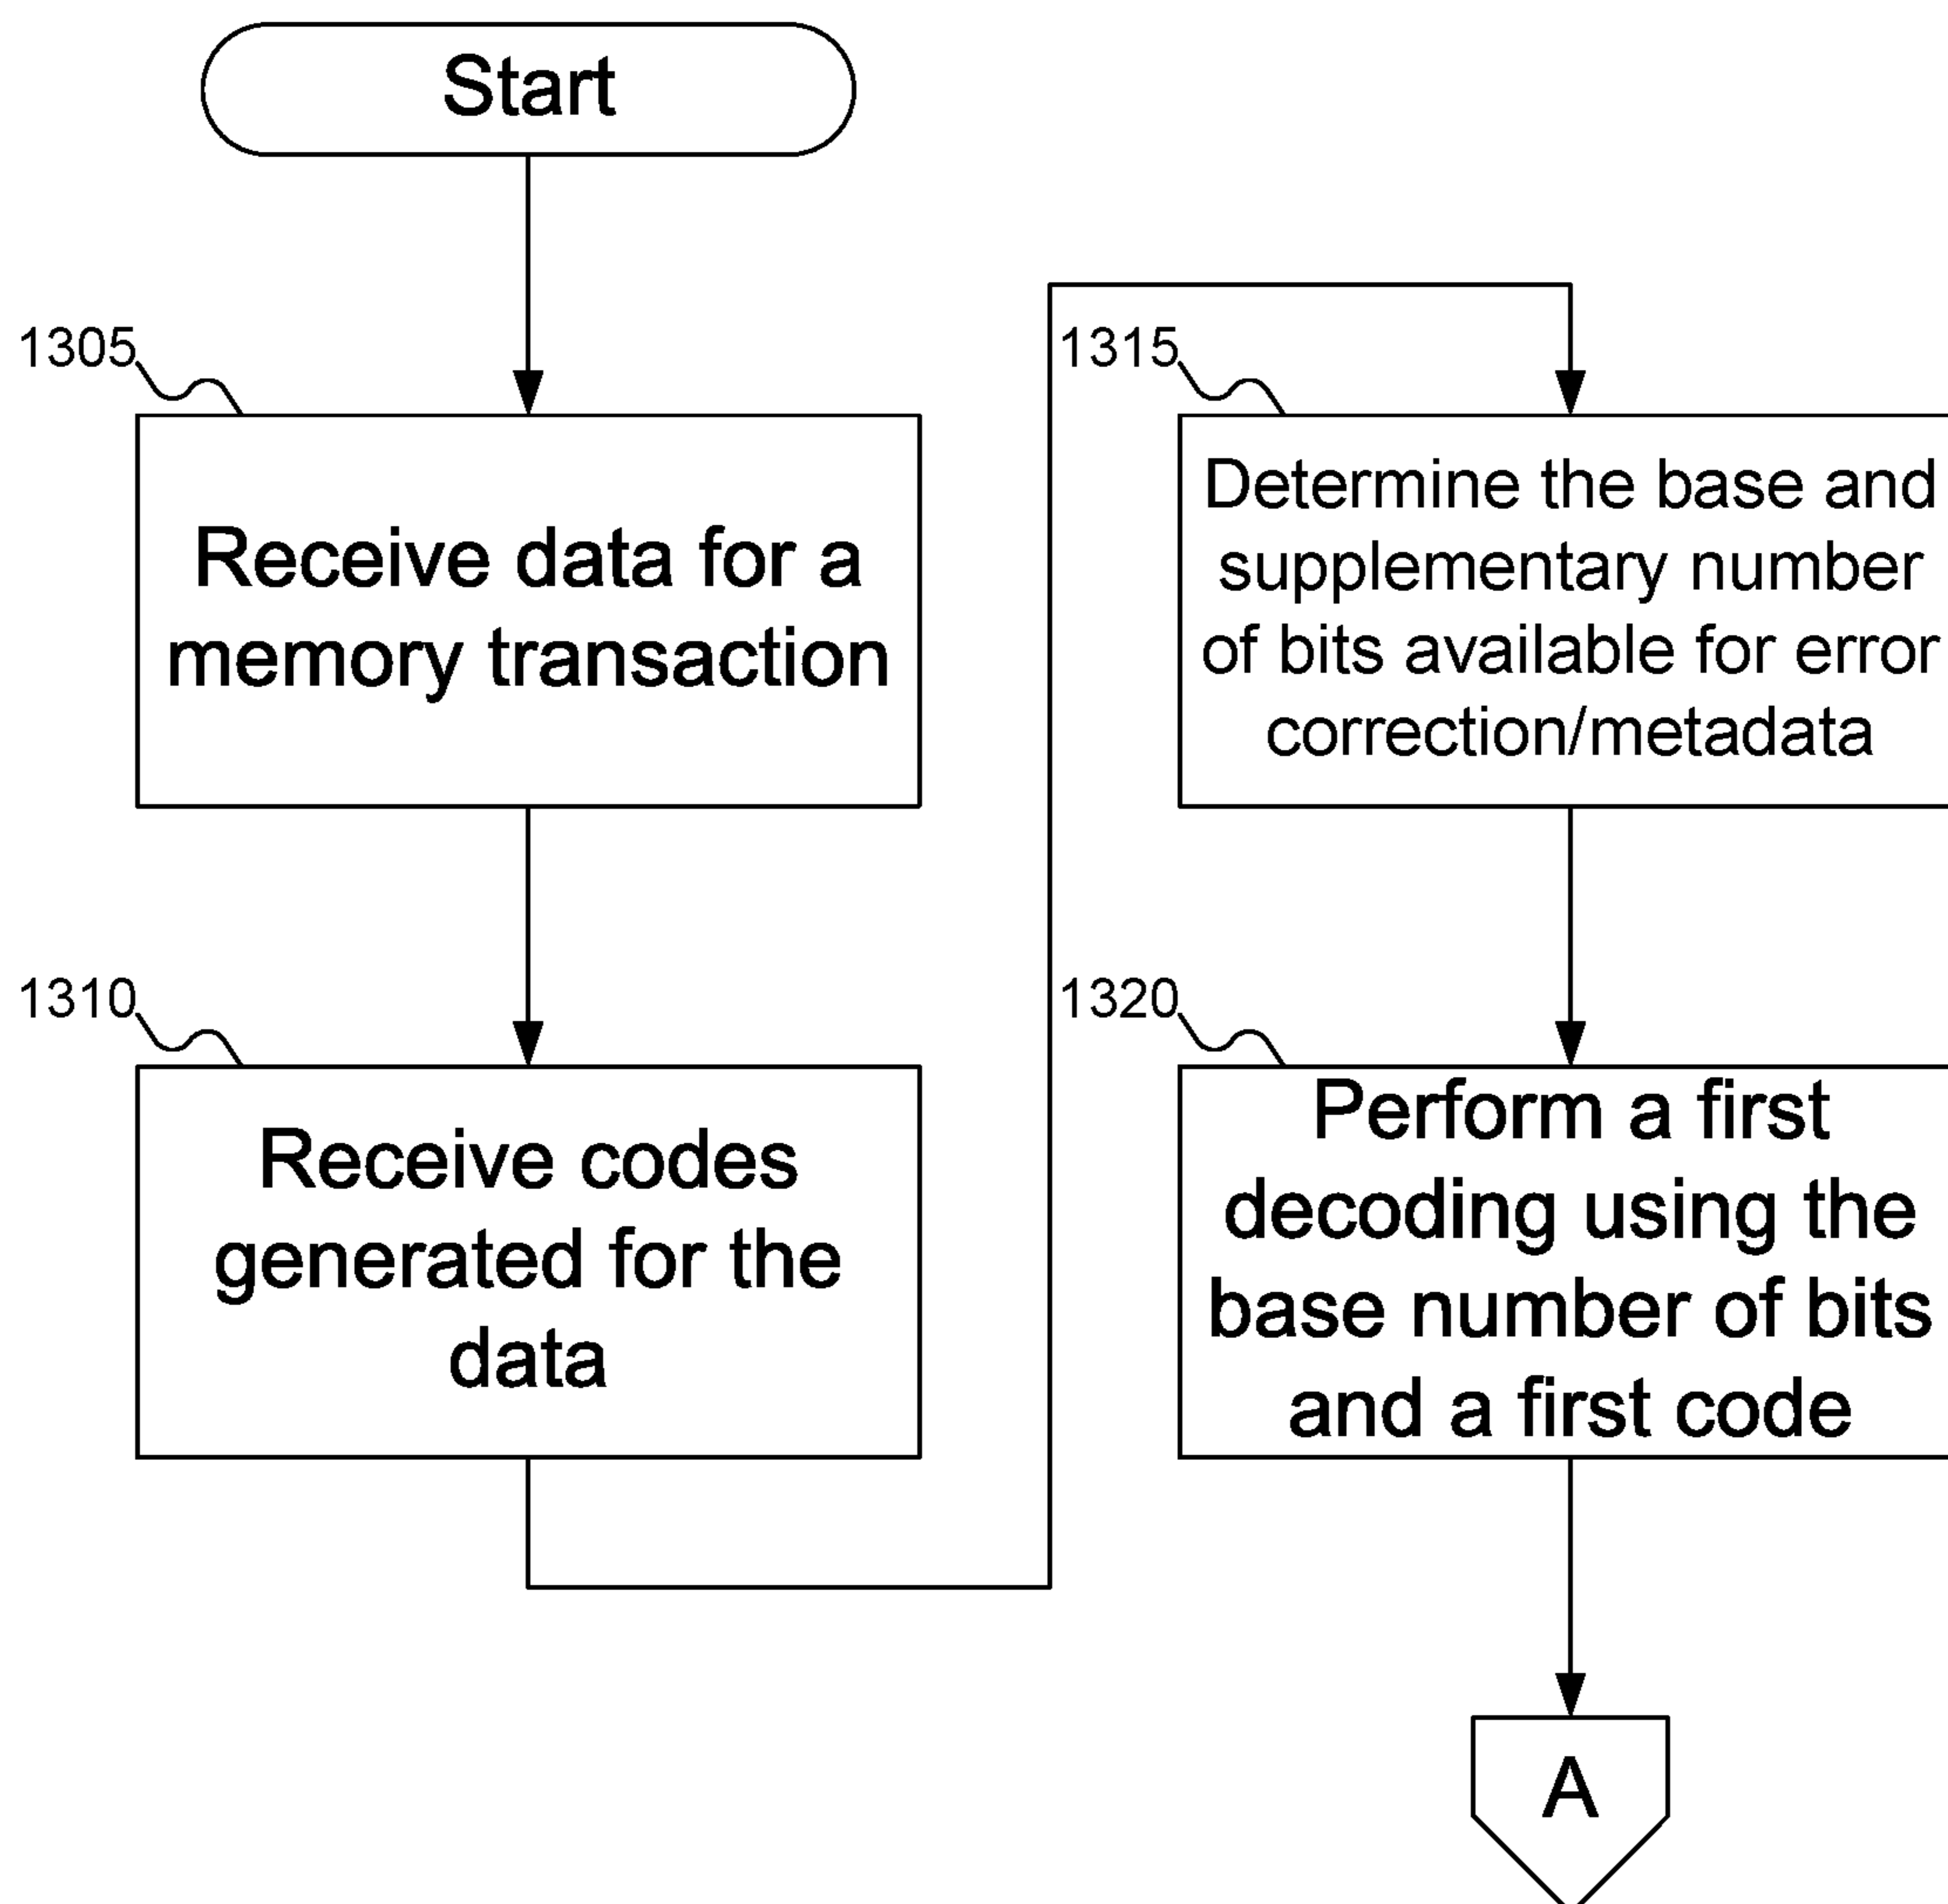 Start
1305
Receive data for a
memory transaction
1310
Receive codes
generated for the
data
1315
Determine the base and
supplementary number
of bits available for error
correction/metadata
1320
Perform a first
decoding using the
base number of bits
and a first code
A